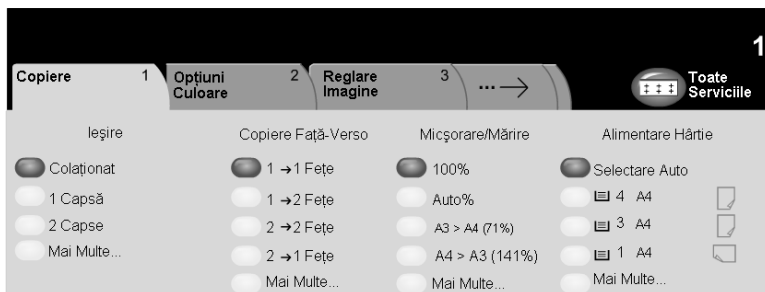 1
Copiere 1
Opțiuni Culoare 2
Reglare Imagine 3
...
Toate Serviciile
Ieșire
Colaționat
1 Capsă
2 Capse
Mai Multe...
Copiere Față-Verso
1 → 1 Fețe
1 → 2 Fețe
2 → 2 Fețe
2 → 1 Fețe
Mai Multe...
Micșorare/Mărire
100%
Auto%
A3 > A4 (71%)
A4 > A3 (141%)
Mai Multe...
Alimentare Hârtie
Selectare Auto
4 A4
3 A4
1 A4
Mai Multe...